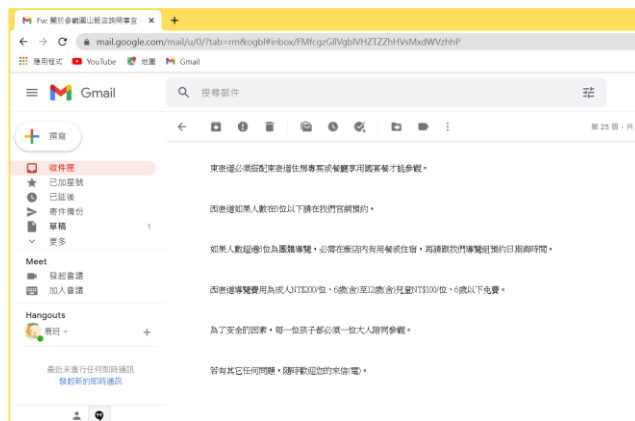 Fw: 關於參觀圓山飯店詢問事宜
mail.google.com/mail/u/0/?tab=rm&ogbl#inbox/FMfcgzGllVgblVHZTZZhHVsMxdWVzhhP
應用程式 YouTube 地圖 Gmail
Gmail
搜尋郵件
撰寫
第 25 個,共
收件匣
已加星號
已延後
寄件備份
草稿 1
更多
Meet
發起會議
加入會議
Hangouts
最近未進行任何即時通訊
發起新的即時通訊
東密道必須搭配東密道住房專案或餐廳享用國宴餐才能參觀。
西密道如果人數在8位以下請在我們官網預約。
如果人數超過8位為團體導覽,必需在飯店內有用餐或住宿,再請跟我們導覽組預約日期與時間。
西密道導覽費用為成人NT$200/位、6歲(含)至12歲(含)兒童NT$100/位、6歲以下免費。
為了安全的因素,每一位孩子都必須一位大人陪同參觀。
若有其它任何問題,隨時歡迎您的來信(電)。